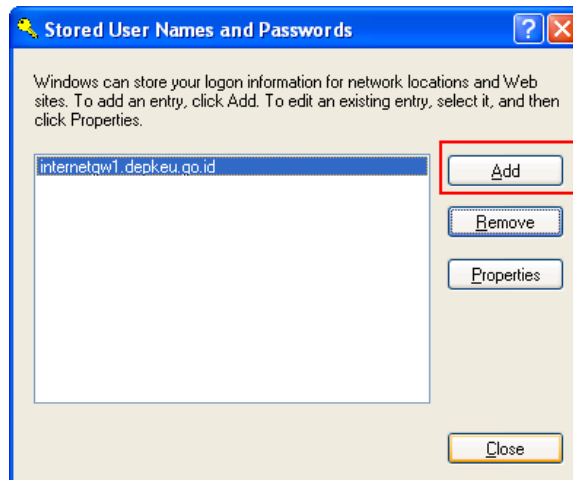 Stored User Names and Passwords
Windows can store your logon information for network locations and Web
sites. To add an entry, click Add. To edit an existing entry, select it, and then
click Properties.
internetgw1.depkeu.go.id
Add
Remove
Properties
Close